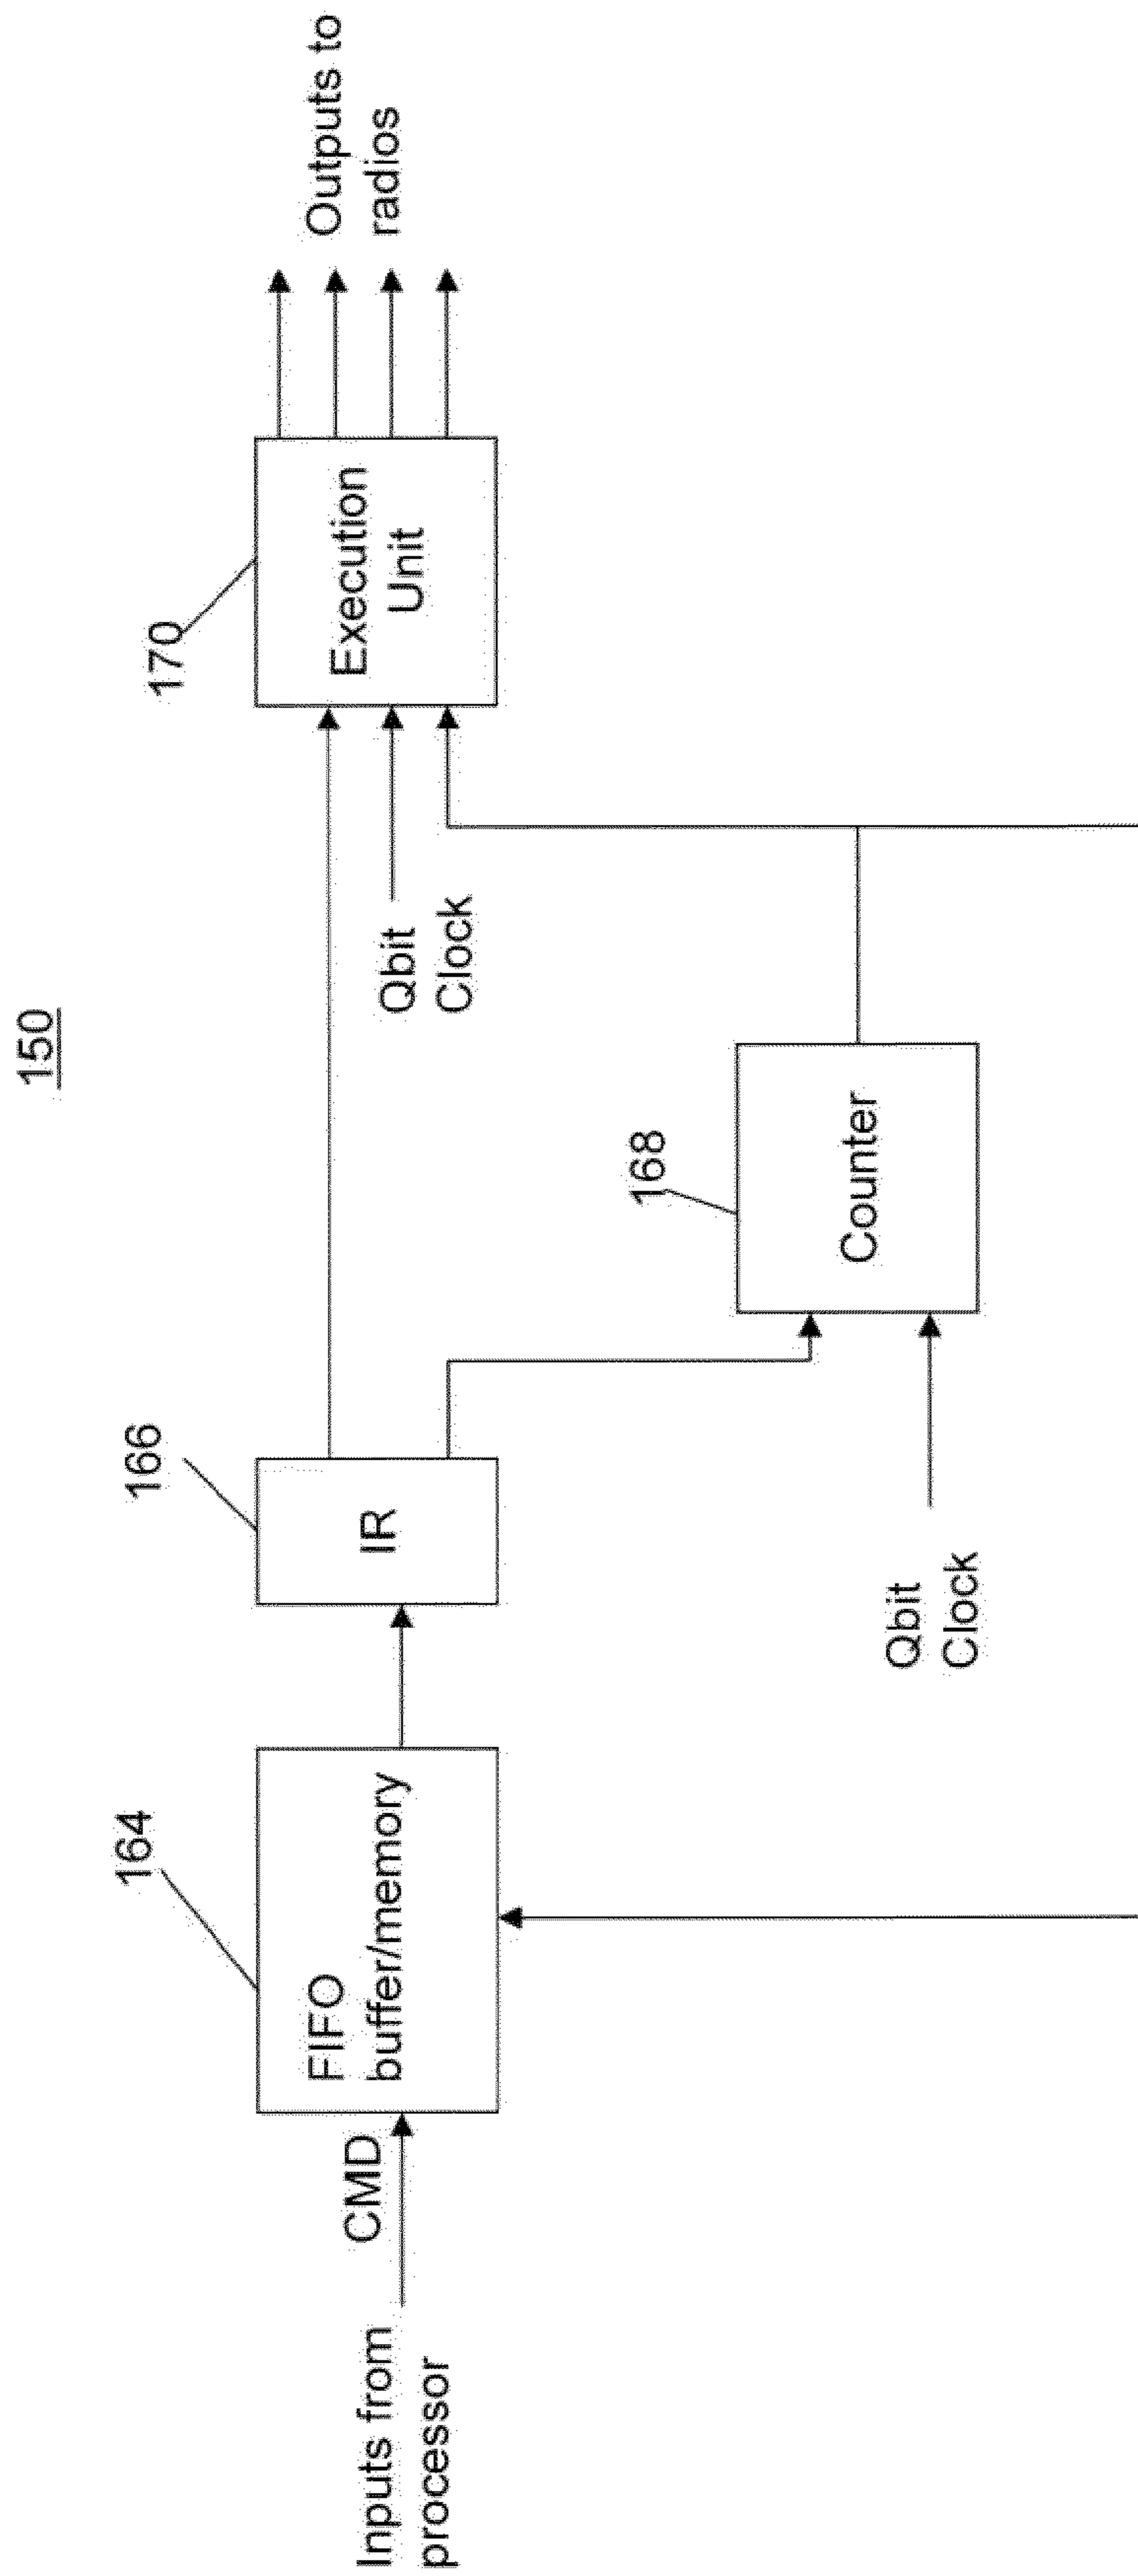 150
164
FIFO
buffer/memory
CMD
Inputs from
processor
166
IR
168
Counter
Qbit
Clock
170
Execution
Unit
Qbit
Clock
Outputs to
radios